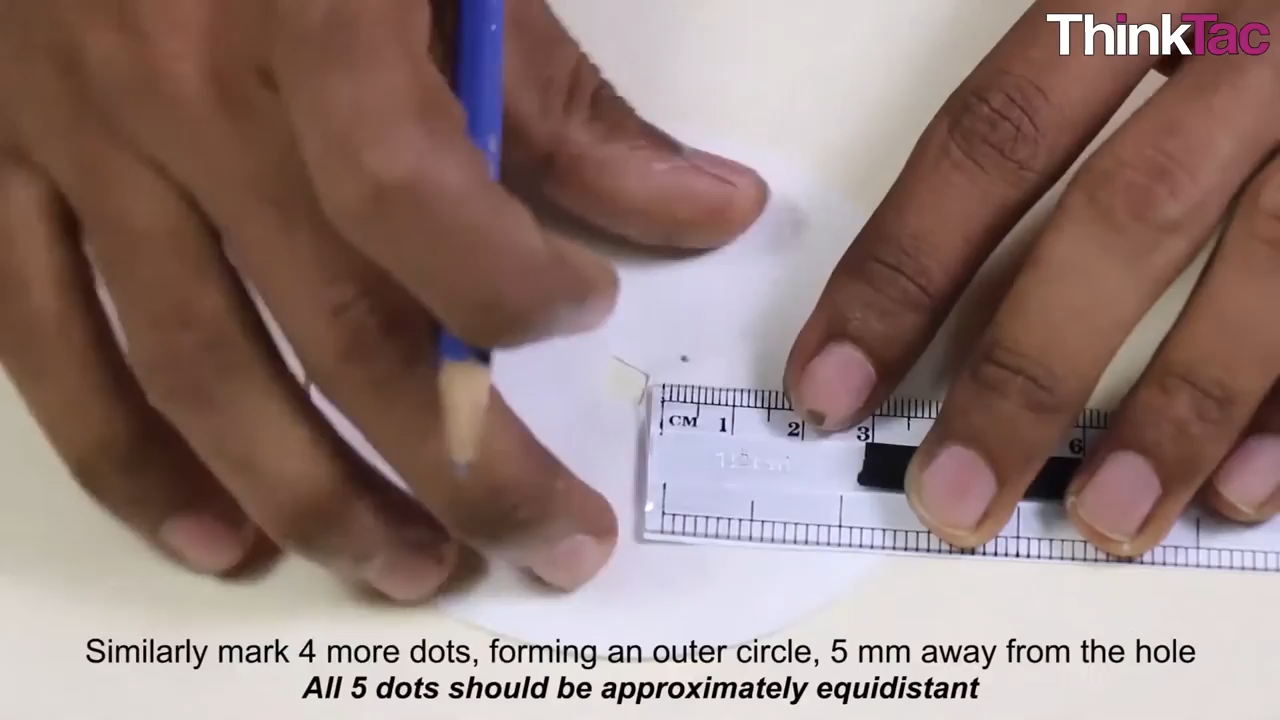 ThinkTac
CM 1 2 3 6
Similarly mark 4 more dots, forming an outer circle, 5 mm away from the hole
All 5 dots should be approximately equidistant